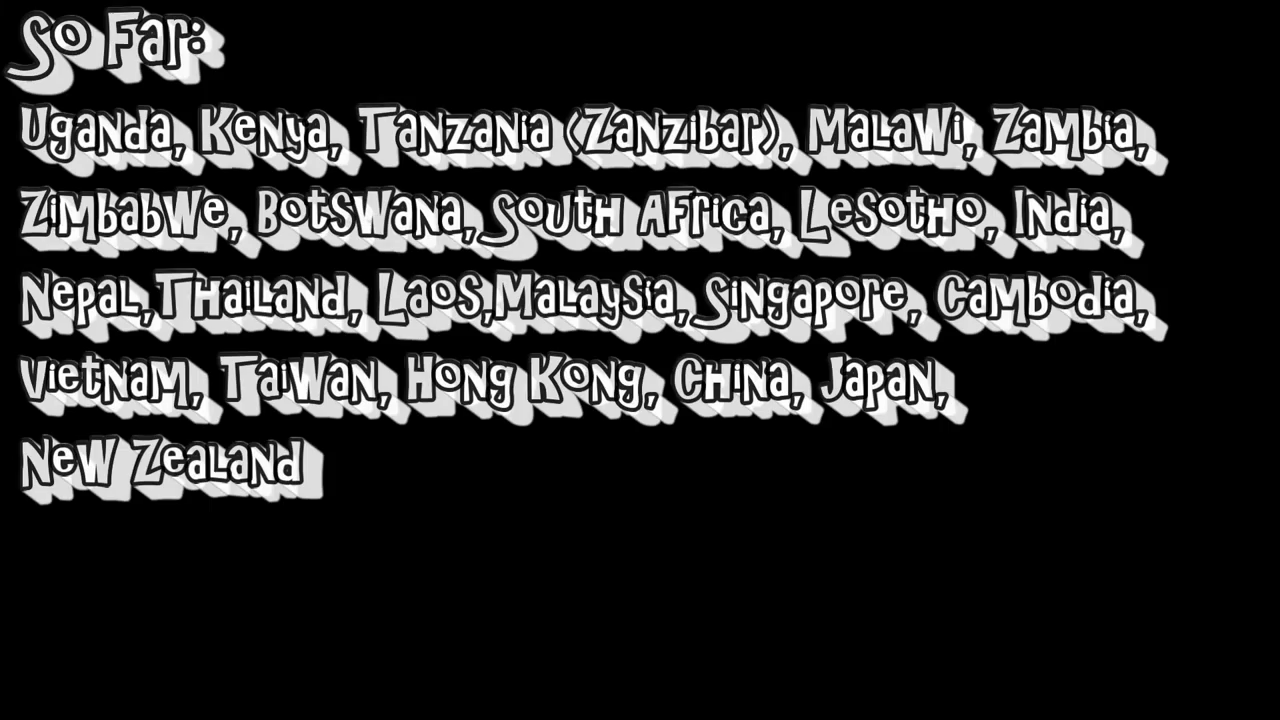 So Far:
Uganda, Kenya, Tanzania (Zanzibar), Malawi, Zambia,
Zimbabwe, Botswana, South Africa, Lesotho, India,
Nepal,Thailand, Laos,Malaysia, Singapore, Cambodia,
Vietnam, Taiwan, Hong Kong, China, Japan,
New Zealand